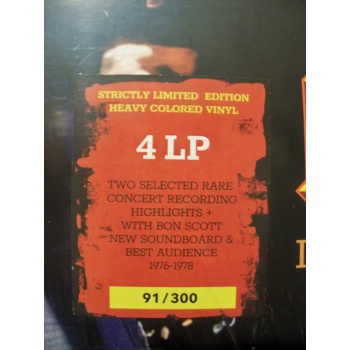 STRICTLY LIMITED EDITION
HEAVY COLORED VINYL
4 LP
TWO SELECTED RARE
CONCERT RECORDING
HIGHLIGHTS +
WITH BON SCOTT
NEW SOUNDBOARD &
BEST AUDIENCE
1976-1978
91/300